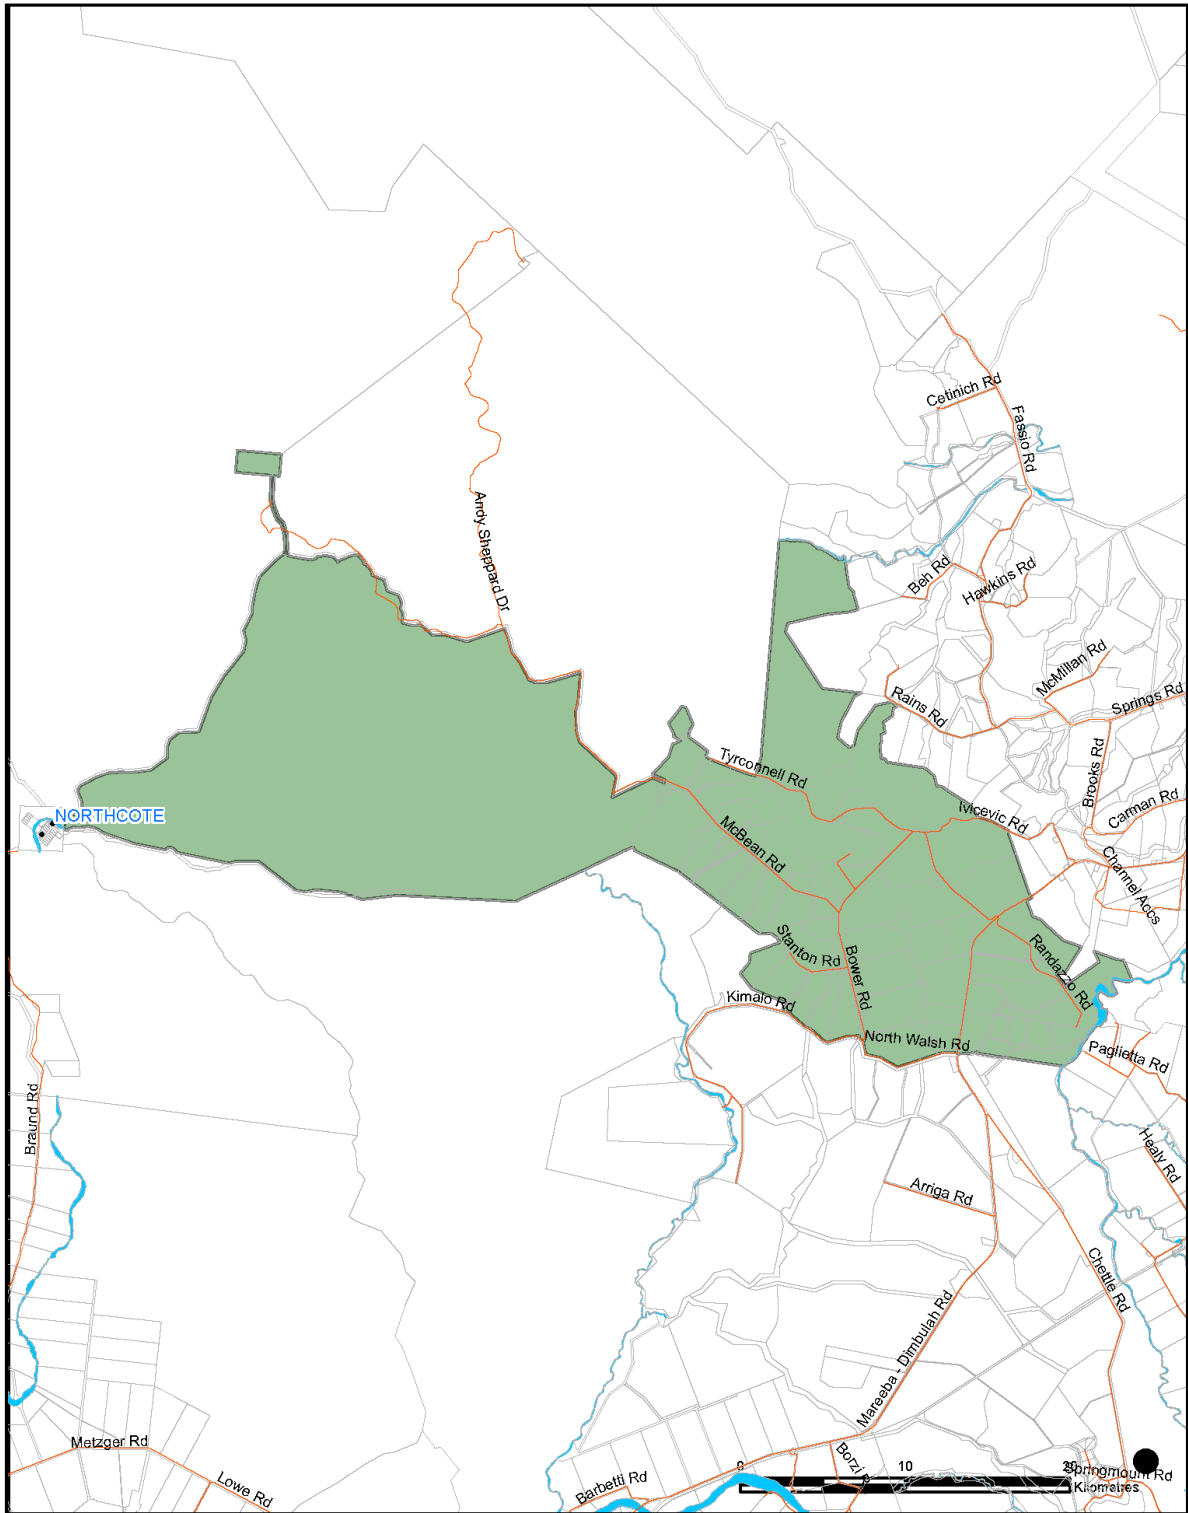 Cetinich Rd
Fassio Rd
Andy Sheppard Dr
Beh Rd
Hawkins Rd
McMillan Rd
Rains Rd
Springs Rd
Tyrconnell Rd
Brooks Rd
Ivicevic Rd
Carman Rd
NORTHCOTE
McBean Rd
Channel Accs
Stanton Rd
Bower Rd
Randazzo Rd
Kimalo Rd
North Walsh Rd
Paglietta Rd
Braund Rd
Healy Rd
Arriga Rd
Chettle Rd
Mareeba - Dimbulah Rd
Metzger Rd
Lowe Rd
Barbetti Rd
Borzi R
0 10 20
Springmount Rd
Kilometres